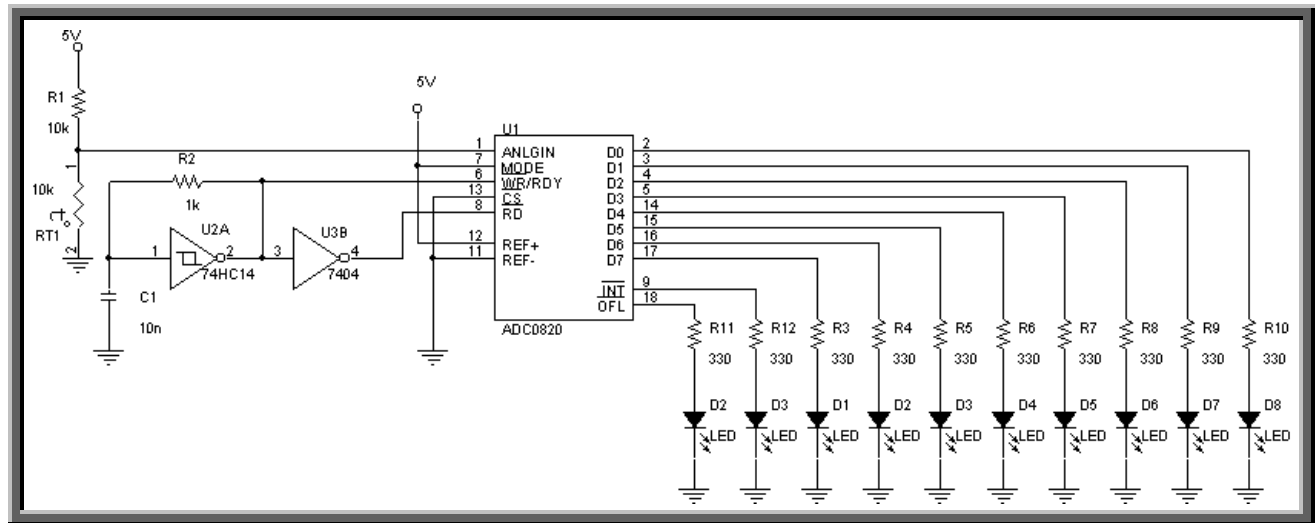 5V
R1
10k
1
10k
RT1
2
R2
1k
U2A
1
2
74HC14
C1
10n
U3B
3
4
7404
5V
U1
1
7
6
13
8
12
11
ANLGIN
MODE
WR/RDY
CS
RD
REF+
REF-
D0
D1
D2
D3
D4
D5
D6
D7
INT
OFL
2
3
4
5
14
15
16
17
9
18
ADC0820
R11 R12 R3 R4 R5 R6 R7 R8 R9 R10
330 330 330 330 330 330 330 330 330 330
D2 D3 D1 D2 D3 D4 D5 D6 D7 D8
LED LED LED LED LED LED LED LED LED LED